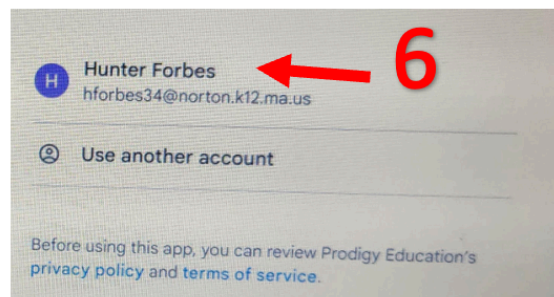 6
H
Hunter Forbes
hforbes34@norton.k12.ma.us
Use another account
Before using this app, you can review Prodigy Education's
privacy policy and terms of service.